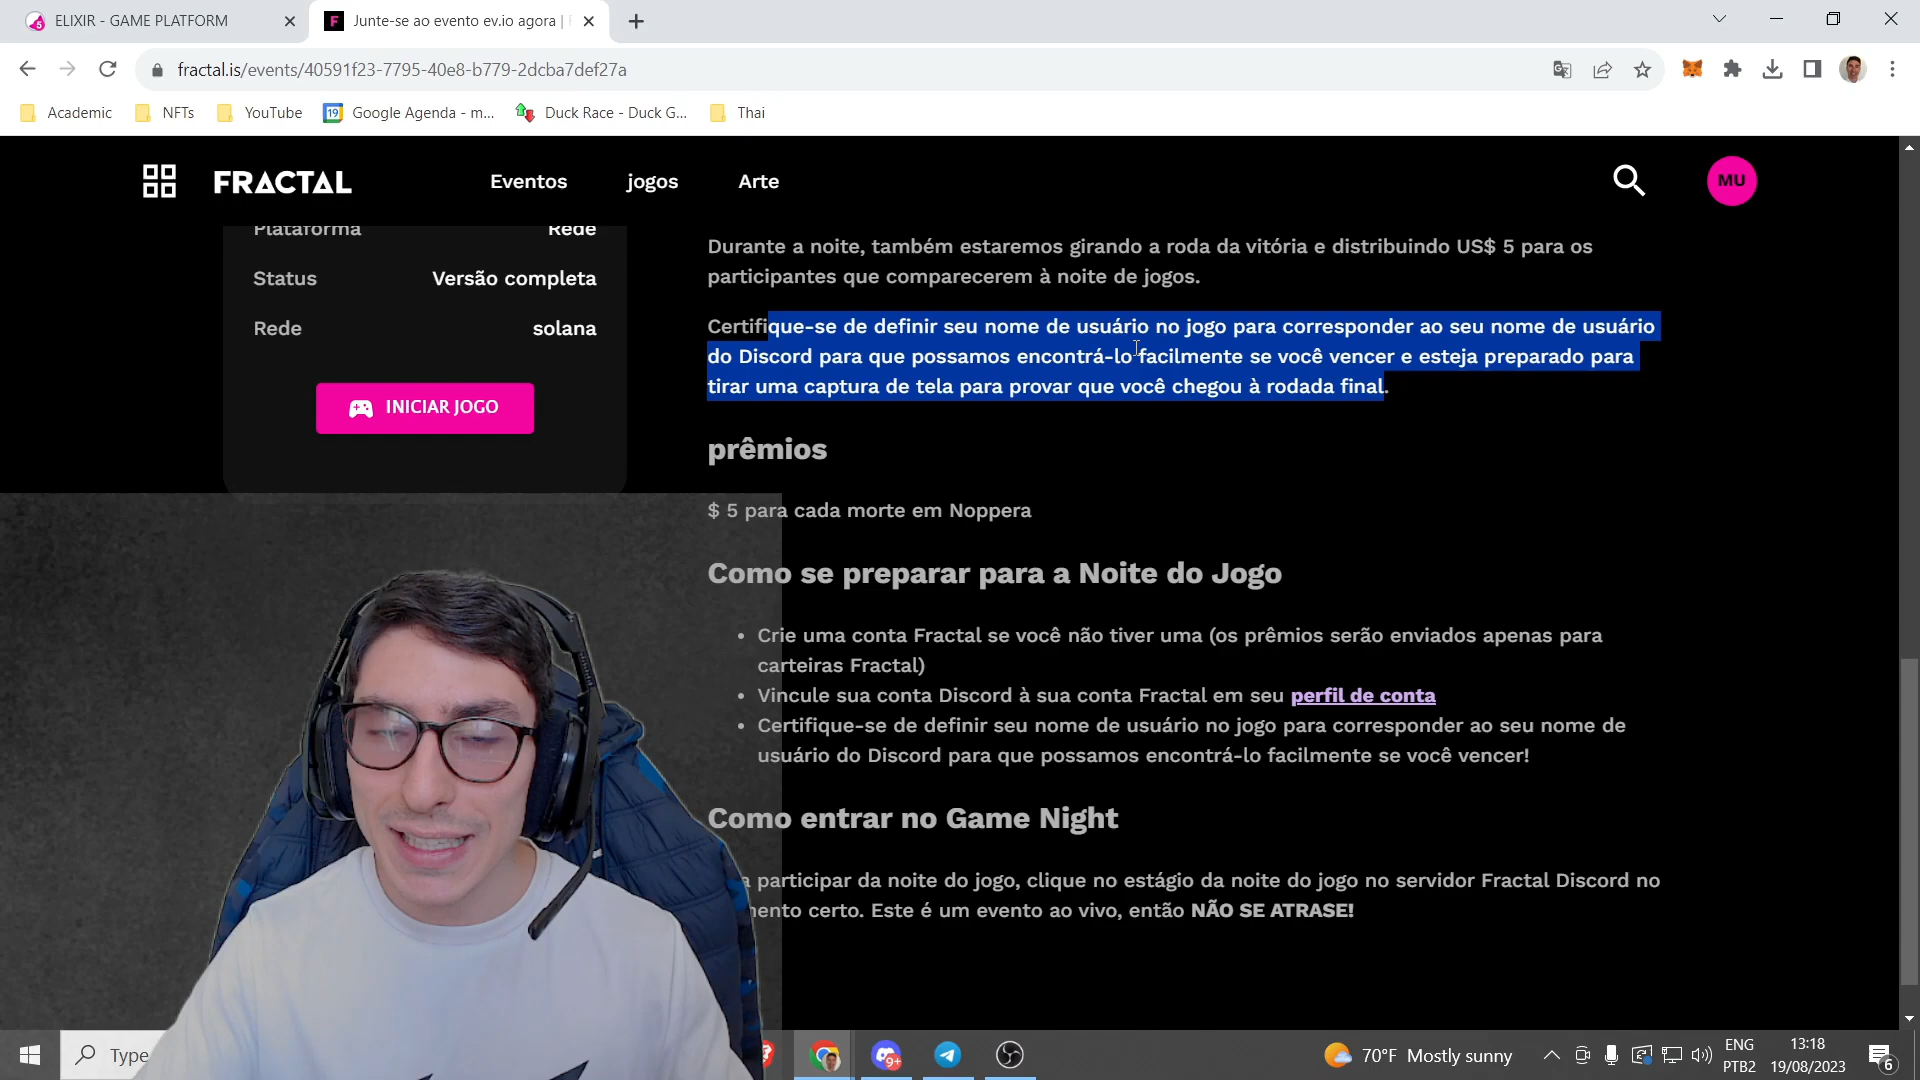 ELIXIR - GAME PLATFORM
Junte-se ao evento ev.io agora |
fractal.is/events/40591f23-7795-40e8-b779-2dcba7def27a
Academic
NFTs
YouTube
19
Google Agenda - m...
Duck Race - Duck G...
Thai
FRACTAL
Eventos
jogos
Arte
MU
Plataforma
Rede
Status
Versão completa
Rede
solana
INICIAR JOGO
Durante a noite, também estaremos girando a roda da vitória e distribuindo US$ 5 para os
participantes que comparecerem à noite de jogos.
Certifique-se de definir seu nome de usuário no jogo para corresponder ao seu nome de usuário
do Discord para que possamos encontrá-lo facilmente se você vencer e esteja preparado para
tirar uma captura de tela para provar que você chegou à rodada final.
prêmios
$ 5 para cada morte em Noppera
Como se preparar para a Noite do Jogo
• Crie uma conta Fractal se você não tiver uma (os prêmios serão enviados apenas para
carteiras Fractal)
• Vincule sua conta Discord à sua conta Fractal em seu perfil de conta
• Certifique-se de definir seu nome de usuário no jogo para corresponder ao seu nome de
usuário do Discord para que possamos encontrá-lo facilmente se você vencer!
Como entrar no Game Night
participar da noite do jogo, clique no estágio da noite do jogo no servidor Fractal Discord no
certo. Este é um evento ao vivo, então NÃO SE ATRASE!
Type
9+
70°F Mostly sunny
ENG
PTB2
13:18
19/08/2023
6